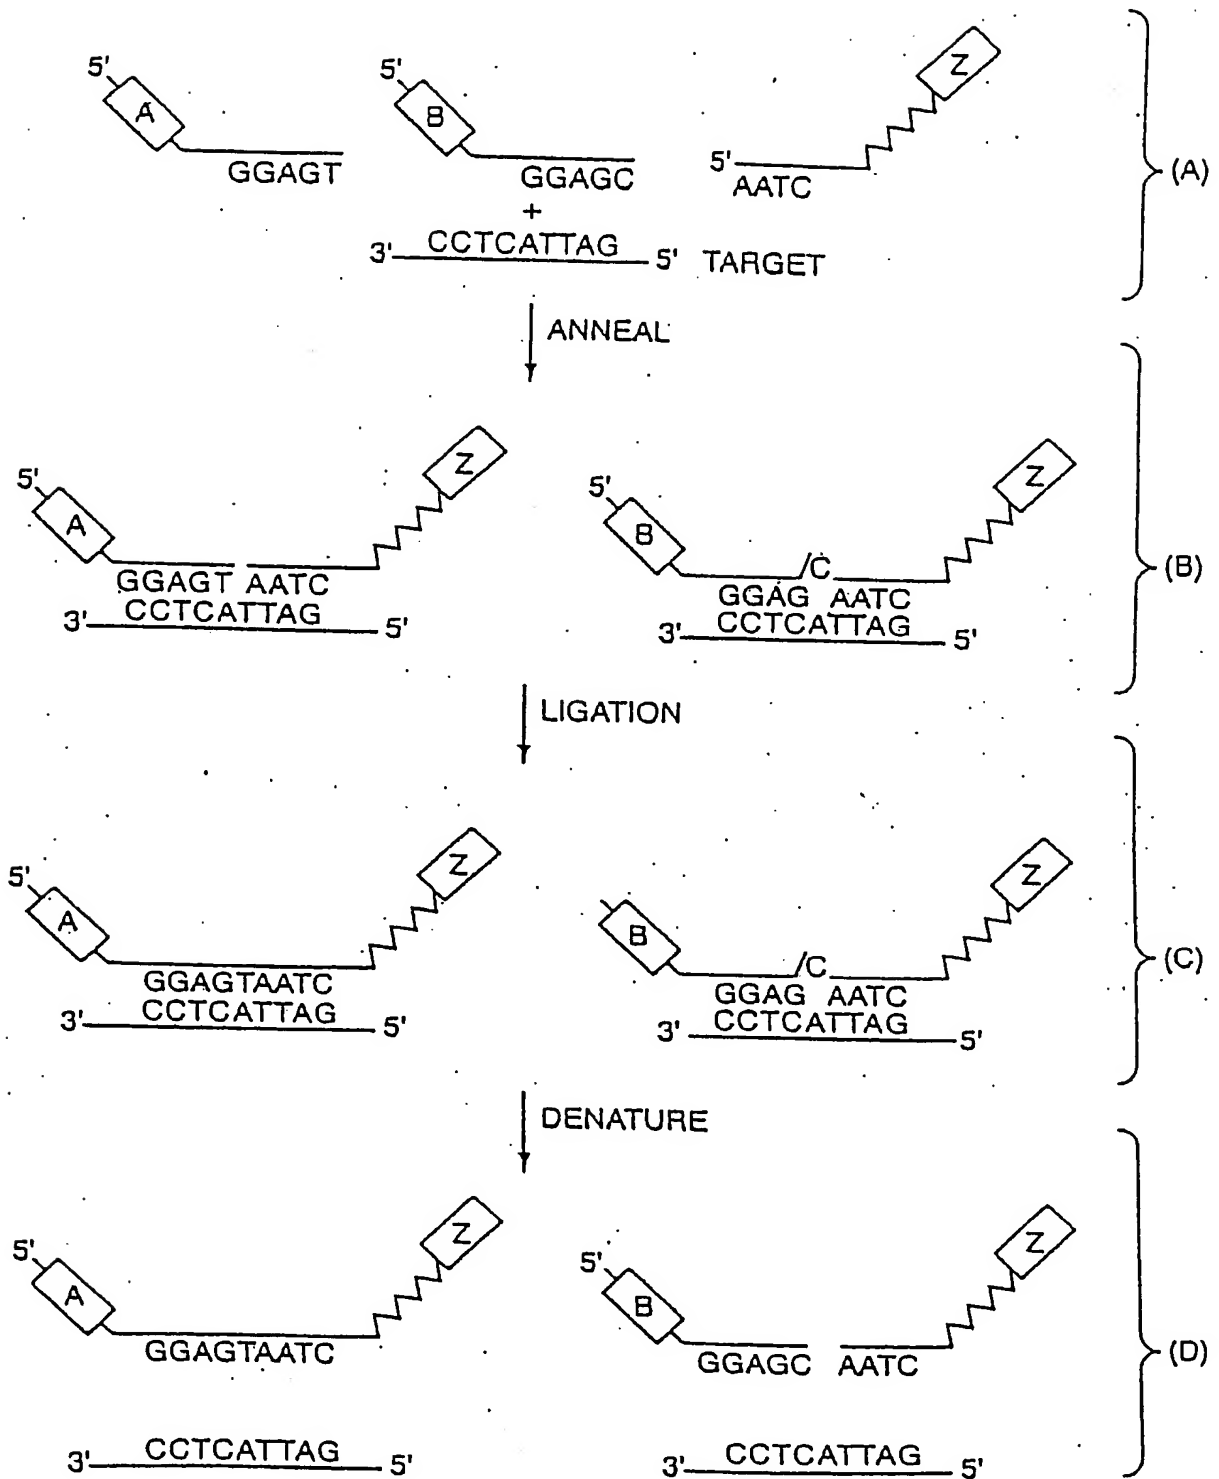 5' A GGAGT
5' B GGAGC
5' AATC Z
+
3' CCTCATTAG 5' TARGET
(A)
ANNEAL
5' A GGAGT AATC Z
3' CCTCATTAG 5'
5' B GGAG /C AATC Z
3' CCTCATTAG 5'
(B)
LIGATION
5' A GGAGTAATC Z
3' CCTCATTAG 5'
B GGAG /C AATC Z
3' CCTCATTAG 5'
(C)
DENATURE
5' A GGAGTAATC Z
3' CCTCATTAG 5'
5' B GGAGC AATC Z
3' CCTCATTAG 5'
(D)